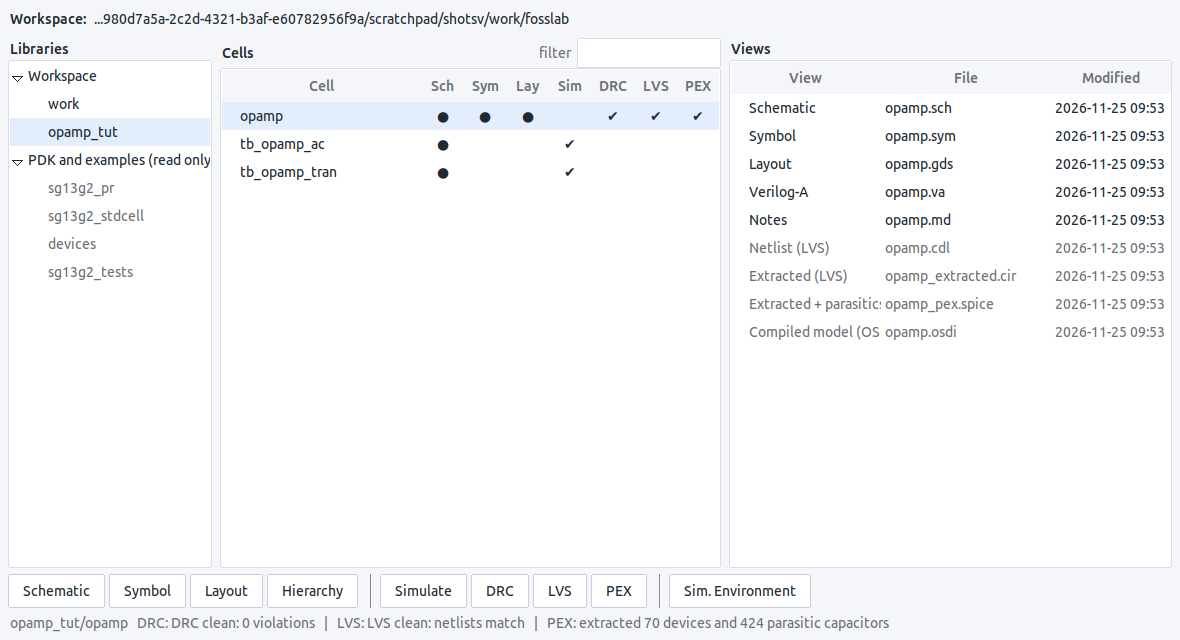 Workspace: ...980d7a5a-2c2d-4321-b3af-e60782956f9a/scratchpad/shotsv/work/fosslab
Libraries
Workspace
work
opamp_tut
PDK and examples (read only
sg13g2_pr
sg13g2_stdcell
devices
sg13g2_tests
Cells filter
Cell Sch Sym Lay Sim DRC LVS PEX
opamp ● ● ● ✔ ✔ ✔
tb_opamp_ac ● ✔
tb_opamp_tran ● ✔
Views
View File Modified
Schematic opamp.sch 2026-11-25 09:53
Symbol opamp.sym 2026-11-25 09:53
Layout opamp.gds 2026-11-25 09:53
Verilog-A opamp.va 2026-11-25 09:53
Notes opamp.md 2026-11-25 09:53
Netlist (LVS) opamp.cdl 2026-11-25 09:53
Extracted (LVS) opamp_extracted.cir 2026-11-25 09:53
Extracted + parasitics opamp_pex.spice 2026-11-25 09:53
Compiled model (OS opamp.osdi 2026-11-25 09:53
Schematic Symbol Layout Hierarchy Simulate DRC LVS PEX Sim. Environment
opamp_tut/opamp DRC: DRC clean: 0 violations | LVS: LVS clean: netlists match | PEX: extracted 70 devices and 424 parasitic capacitors